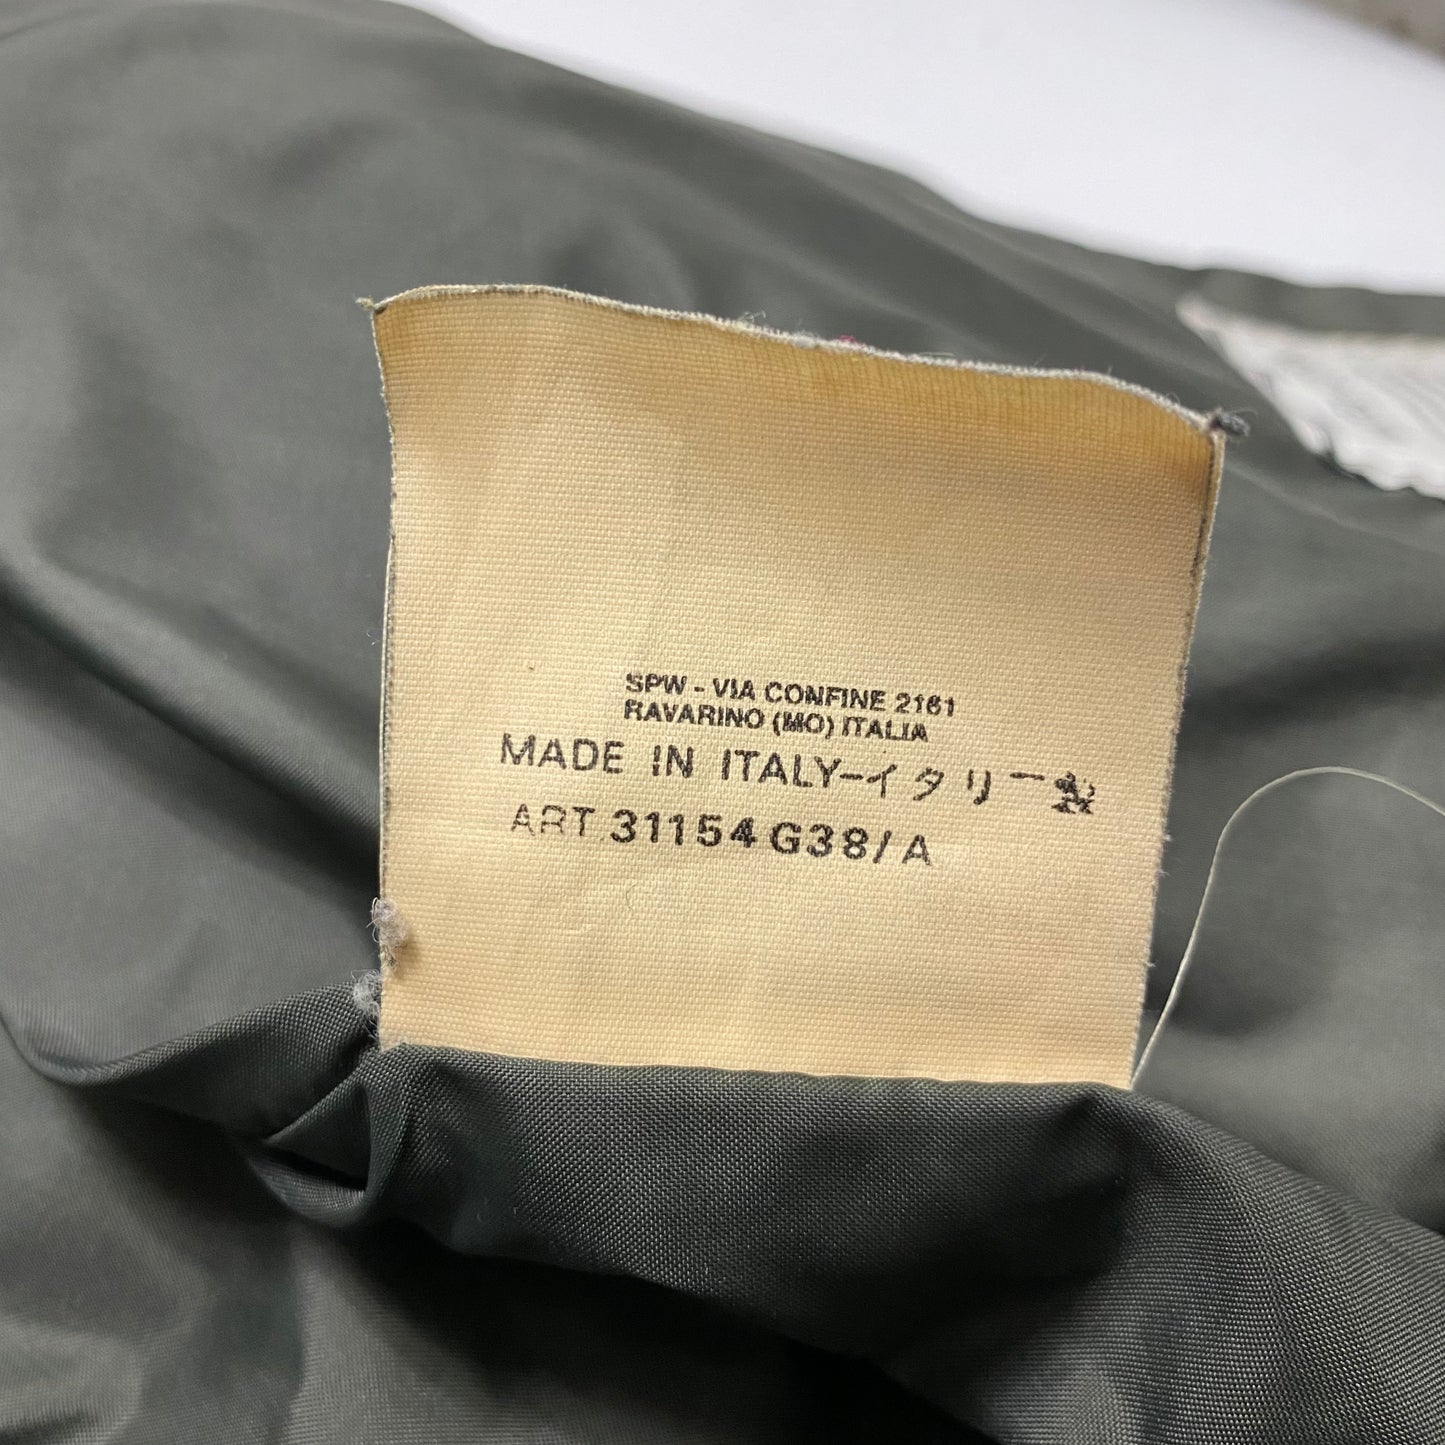 SPW - VIA CONFINE 2161
RAVARINO (MO) ITALIA
MADE IN ITALY-イタリー製
ART. 31154 G38/A